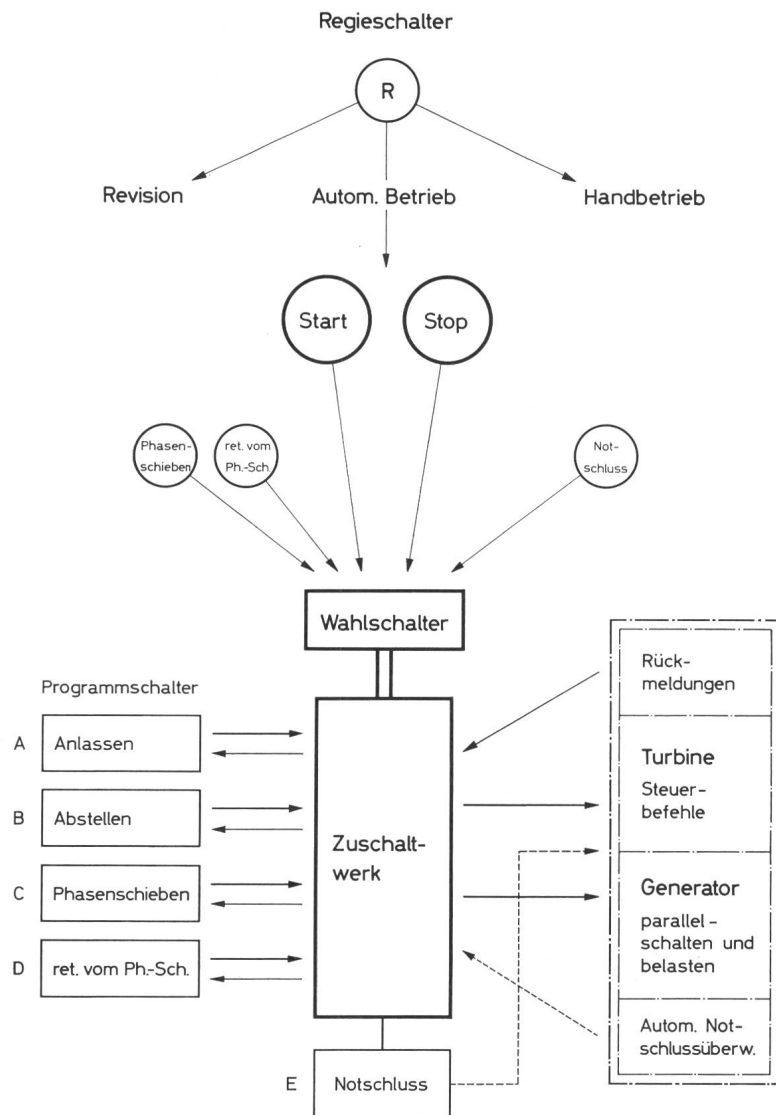 Regieschalter
R
Revision
Autom. Betrieb
Handbetrieb
Start
Stop
Phasen-
schieben
ret. vom
Ph.-Sch.
Not-
schluss
Wahlschalter
Programmschalter
A
Anlassen
B
Abstellen
C
Phasenschieben
D
ret. vom Ph.-Sch.
Zuschalt-
werk
E
Notschluss
Rück-
meldungen
Turbine
Steuer-
befehle
Generator
parallel-
schalten und
belasten
Autom. Not-
schlussüberw.